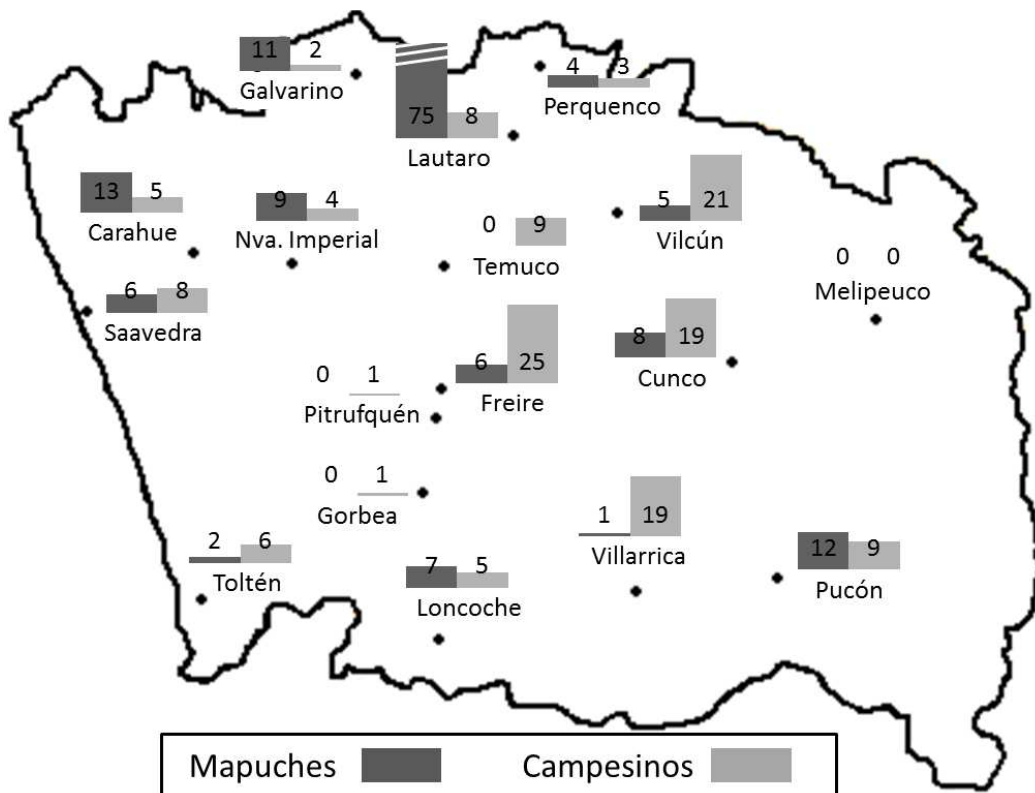 11 2
Galvarino
75 8
Lautaro
4 3
Perquenco
13 5
Carahue
9 4
Nva. Imperial
0 9
Temuco
5 21
Vilcún
0 0
Melipeuco
6 8
Saavedra
0 1
Pitrufquén
6 25
Freire
8 19
Cunco
0 1
Gorbea
2 6
Toltén
7 5
Loncoche
1 19
Villarrica
12 9
Pucón
Mapuches Campesinos